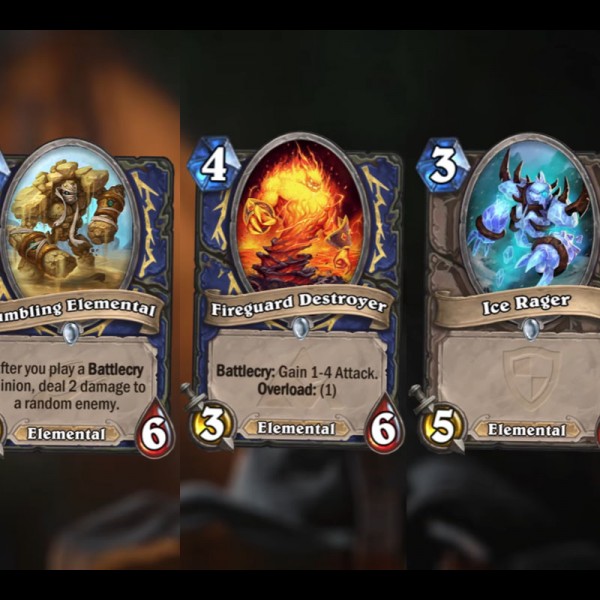 umbling Elemental
fter you play a Battlecry
inion, deal 2 damage to
a random enemy.
Elemental
6
4
Fireguard Destroyer
Battlecry: Gain 1-4 Attack.
Overload: (1)
3
Elemental
6
3
Ice Rager
5
Elemental